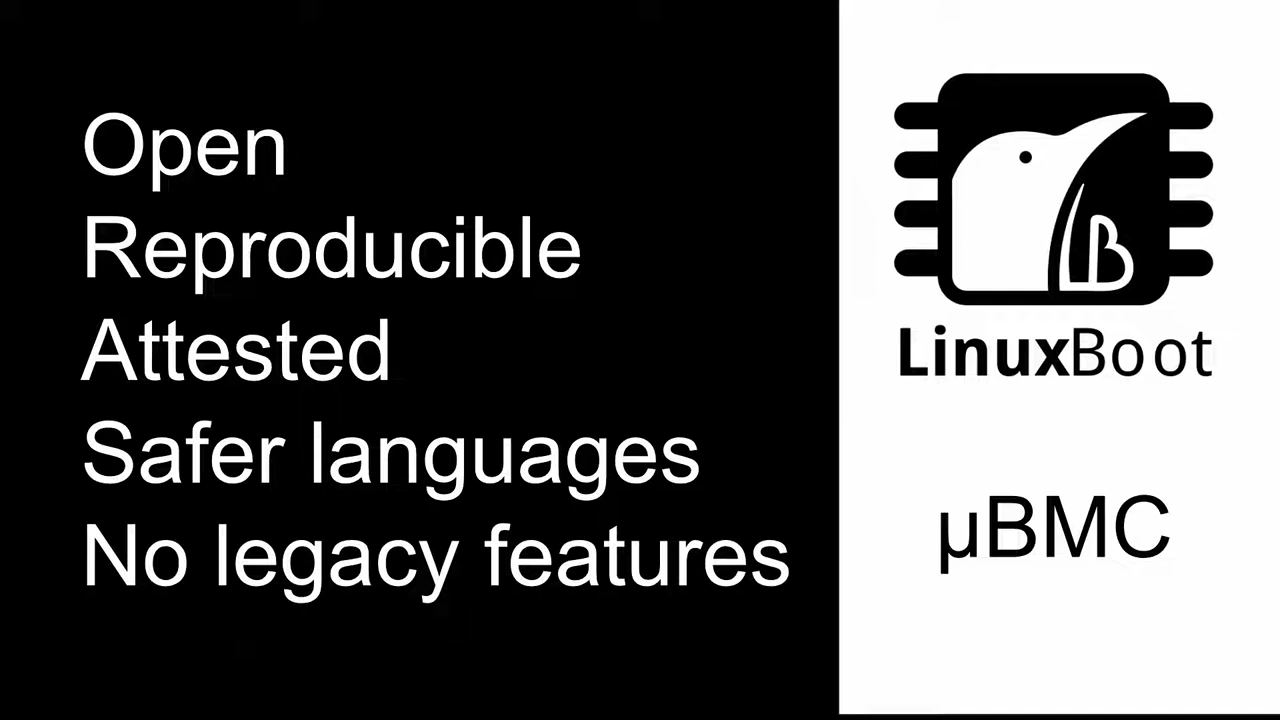 Open
Reproducible
Attested
Safer languages
No legacy features
B
LinuxBoot
µBMC